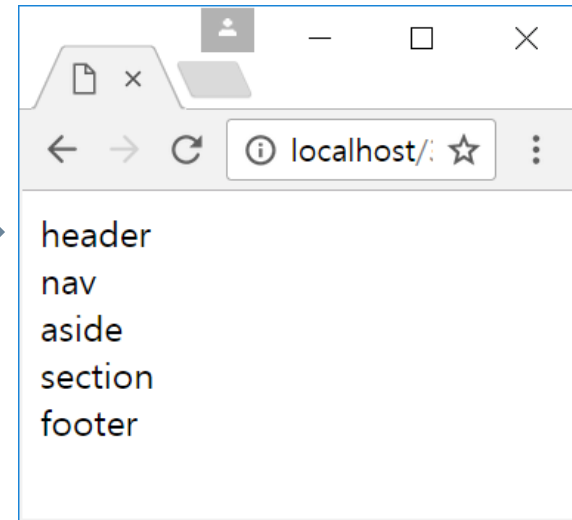 localhost/
header
nav
aside
section
footer